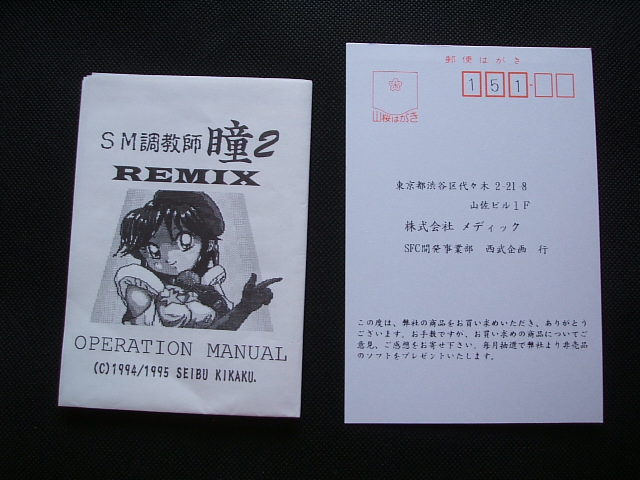 SM調教師 瞳2
REMIX
OPERATION MANUAL
(C)1994/1995 SEIBU KIKAKU.
郵便はがき
151-
桜はがき
東京都渋谷区代々木 2-21-8
山佐ビル1F
株式会社 メディック
SFC開発事業部 西武企画 行
この度は、弊社の商品をお買い求めいただき、ありがとう
ございます。お手数ですが、お買い求めの商品についてご
意見、ご感想をお寄せ下さい。毎月抽選で弊社より非売品
のソフトをプレゼントいたします。